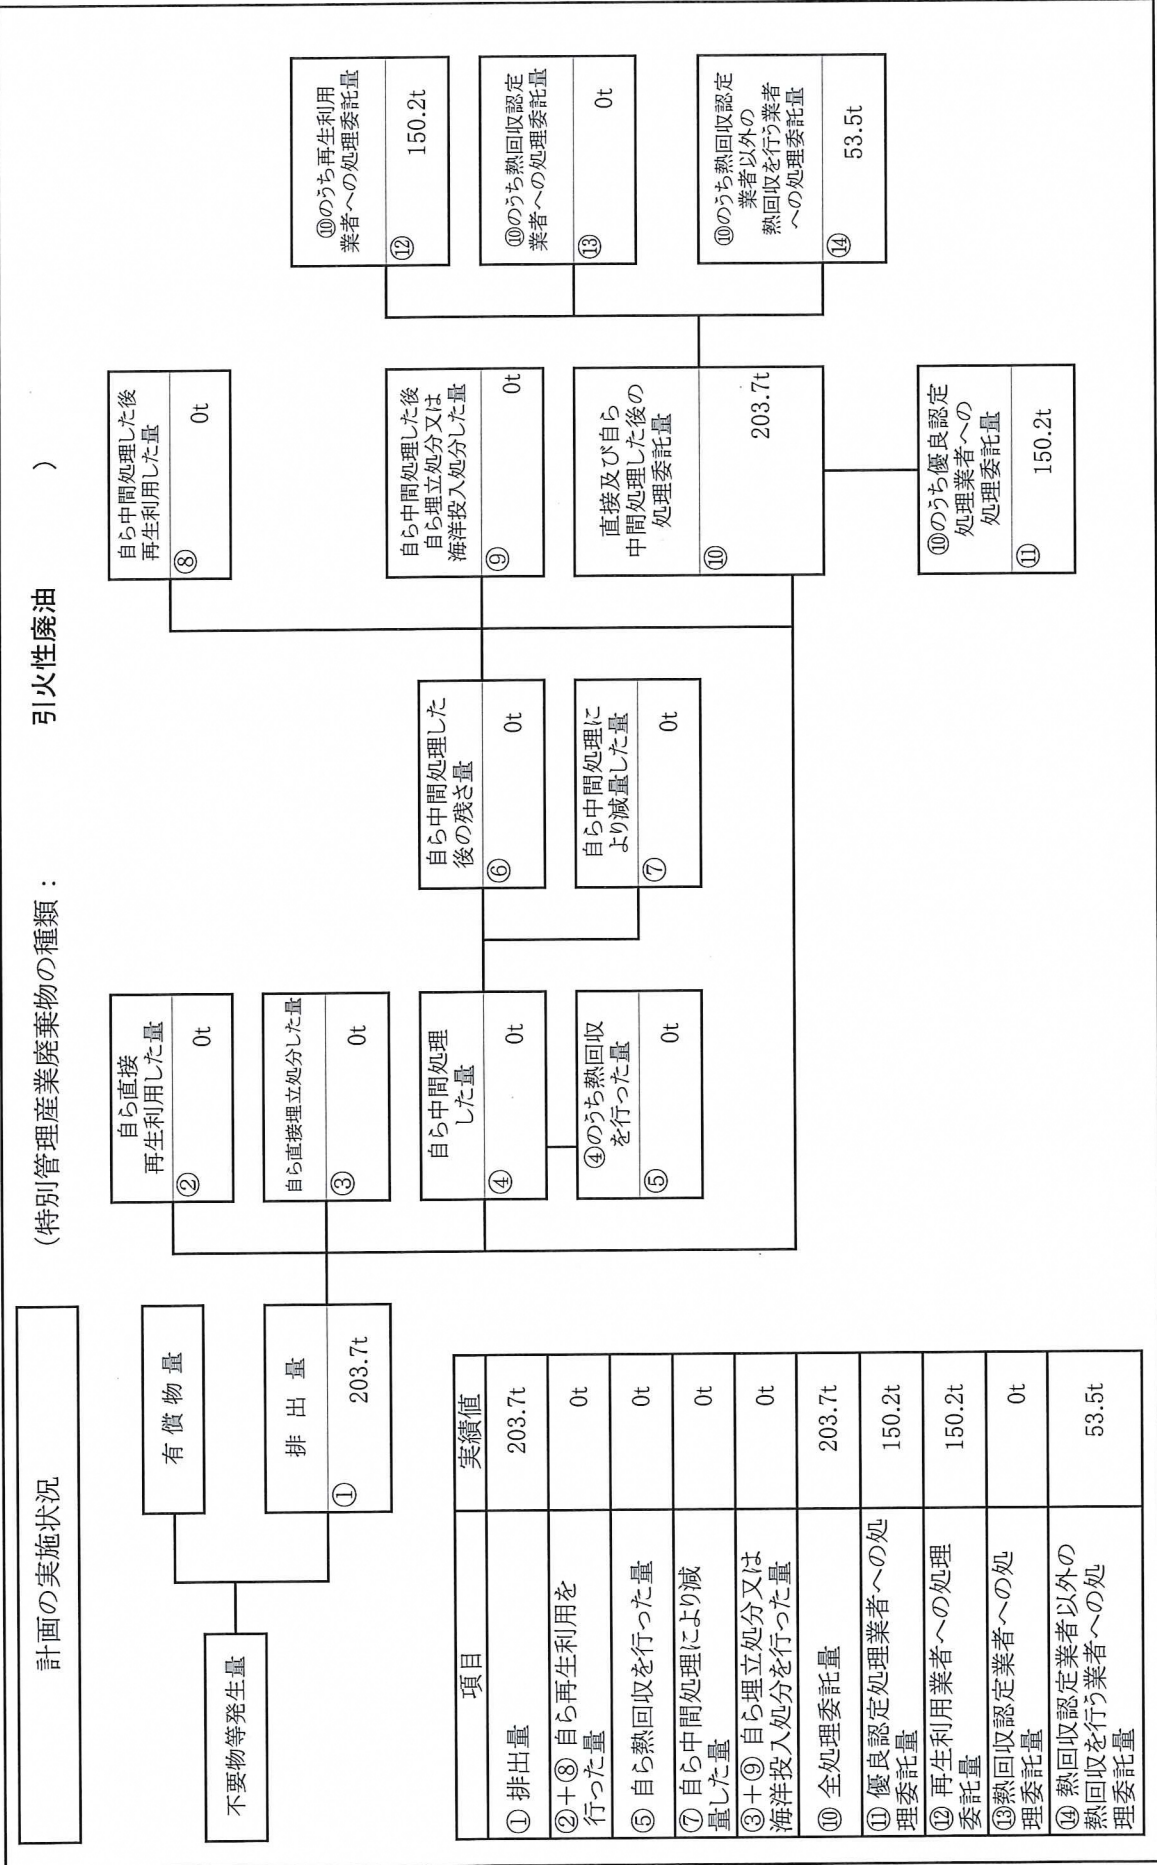 計画の実施状況
(特別管理産業廃棄物の種類: 引火性廃油 )
不要物等発生量
有償物量
排出量
① 203.7t
自ら直接
再生利用した量
② 0t
自ら直接埋立処分した量
③ 0t
自ら中間処理
した量
④ 0t
④のうち熱回収
を行った量
⑤ 0t
自ら中間処理した
後の残さ量
⑥ 0t
自ら中間処理に
より減量した量
⑦ 0t
自ら中間処理した後
再生利用した量
⑧ 0t
自ら中間処理した後
自ら埋立処分又は
海洋投入処分した量
⑨ 0t
直接及び自ら
中間処理した後の
処理委託量
⑩ 203.7t
⑩のうち優良認定
処理業者への
処理委託量
⑪ 150.2t
⑩のうち再生利用
業者への処理委託量
⑫ 150.2t
⑩のうち熱回収認定
業者への処理委託量
⑬ 0t
⑩のうち熱回収認定
業者以外の
熱回収を行う業者
への処理委託量
⑭ 53.5t
項目 実績値
① 排出量 203.7t
②+⑧ 自ら再生利用を
行った量 0t
⑤ 自ら熱回収を行った量 0t
⑦ 自ら中間処理により減
量した量 0t
③+⑨ 自ら埋立処分又は
海洋投入処分を行った量 0t
⑩ 全処理委託量 203.7t
⑪ 優良認定処理業者への処
理委託量 150.2t
⑫ 再生利用業者への処理
委託量 150.2t
⑬熱回収認定業者への処
理委託量 0t
⑭ 熱回収認定業者以外の
熱回収を行う業者への処
理委託量 53.5t